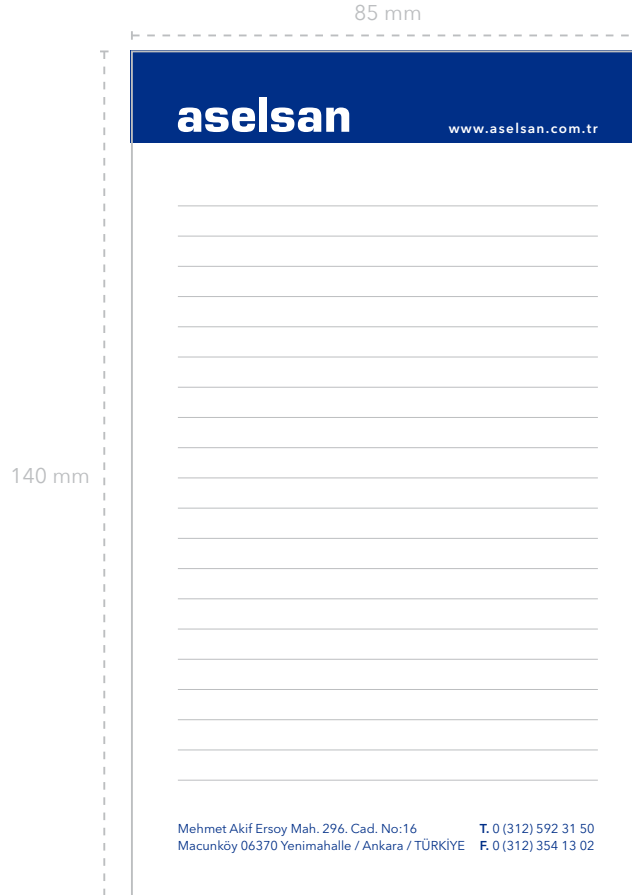 85 mm
aselsan
www.aselsan.com.tr
140 mm
Mehmet Akif Ersoy Mah. 296. Cad. No:16 T. 0 (312) 592 31 50
Macunköy 06370 Yenimahalle / Ankara / TÜRKİYE F. 0 (312) 354 13 02